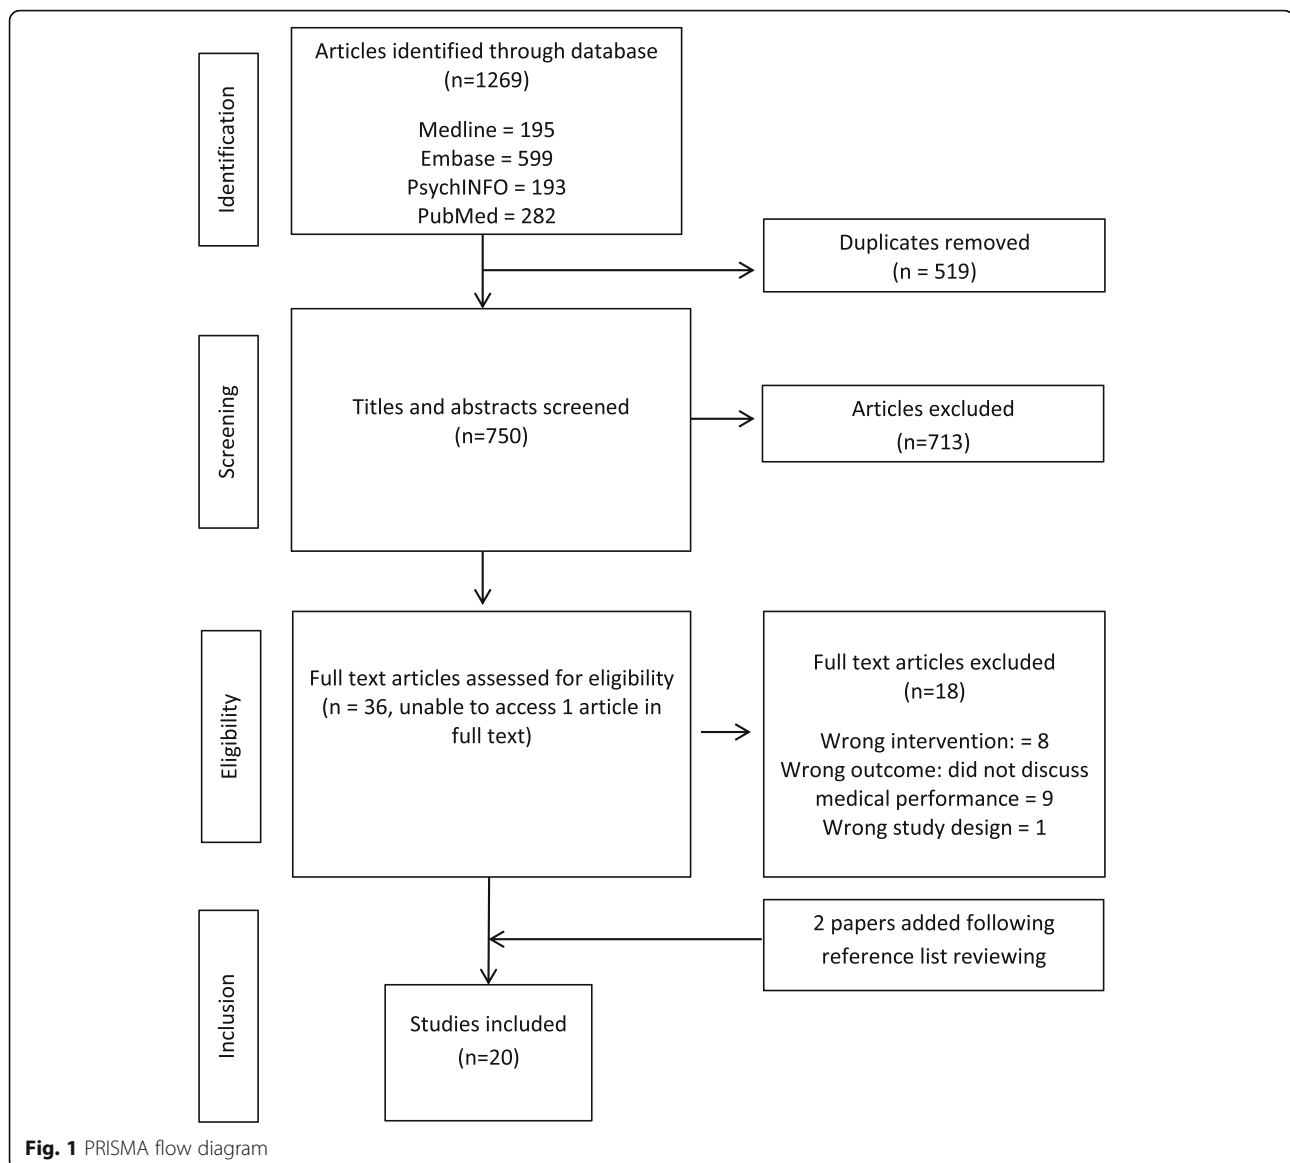 Identification
Articles identified through database
(n=1269)
Medline = 195
Embase = 599
PsychINFO = 193
PubMed = 282
Duplicates removed
(n = 519)
Screening
Titles and abstracts screened
(n=750)
Articles excluded
(n=713)
Eligibility
Full text articles assessed for eligibility
(n = 36, unable to access 1 article in
full text)
Full text articles excluded
(n=18)
Wrong intervention: = 8
Wrong outcome: did not discuss
medical performance = 9
Wrong study design = 1
Inclusion
2 papers added following
reference list reviewing
Studies included
(n=20)
Fig. 1 PRISMA flow diagram